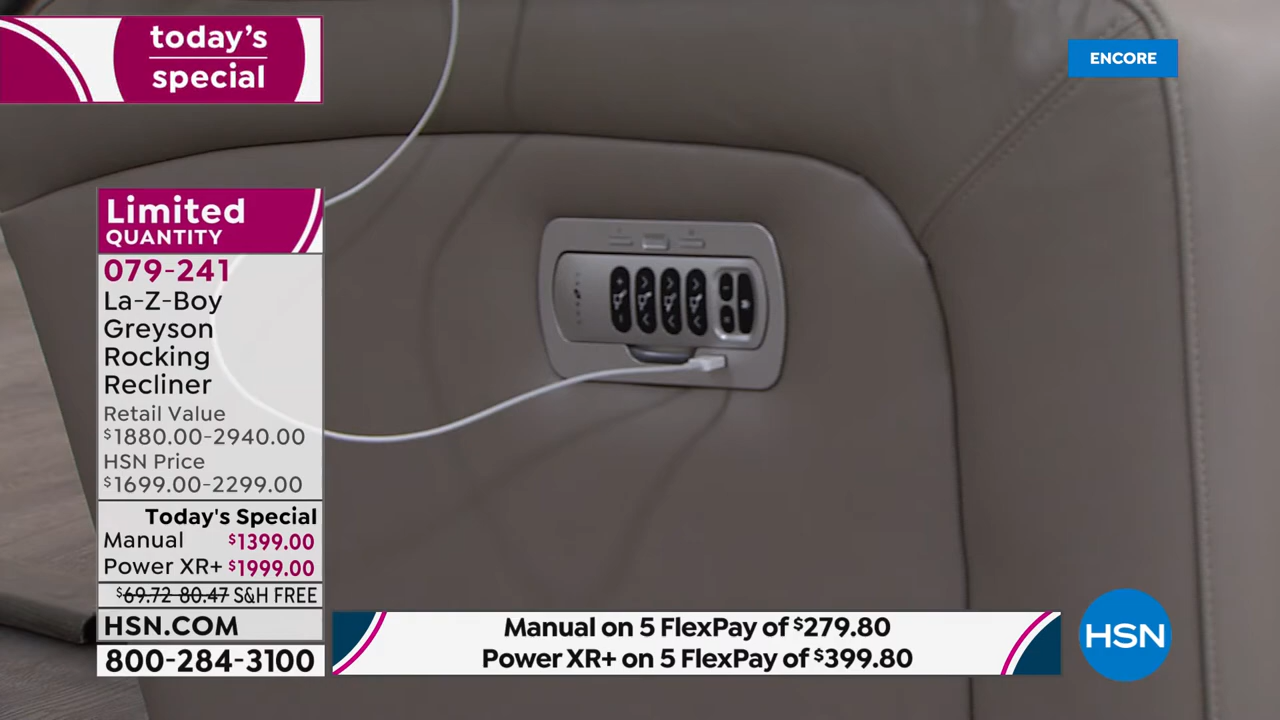 today's
special
ENCORE
Limited
QUANTITY
079-241
La-Z-Boy
Greyson
Rocking
Recliner
Retail Value
$1880.00-2940.00
HSN Price
$1699.00-2299.00
Today's Special
Manual $1399.00
Power XR+ $1999.00
$69.72-80.47 S&H FREE
HSN.COM
800-284-3100
Manual on 5 FlexPay of $279.80
Power XR+ on 5 FlexPay of $399.80
HSN